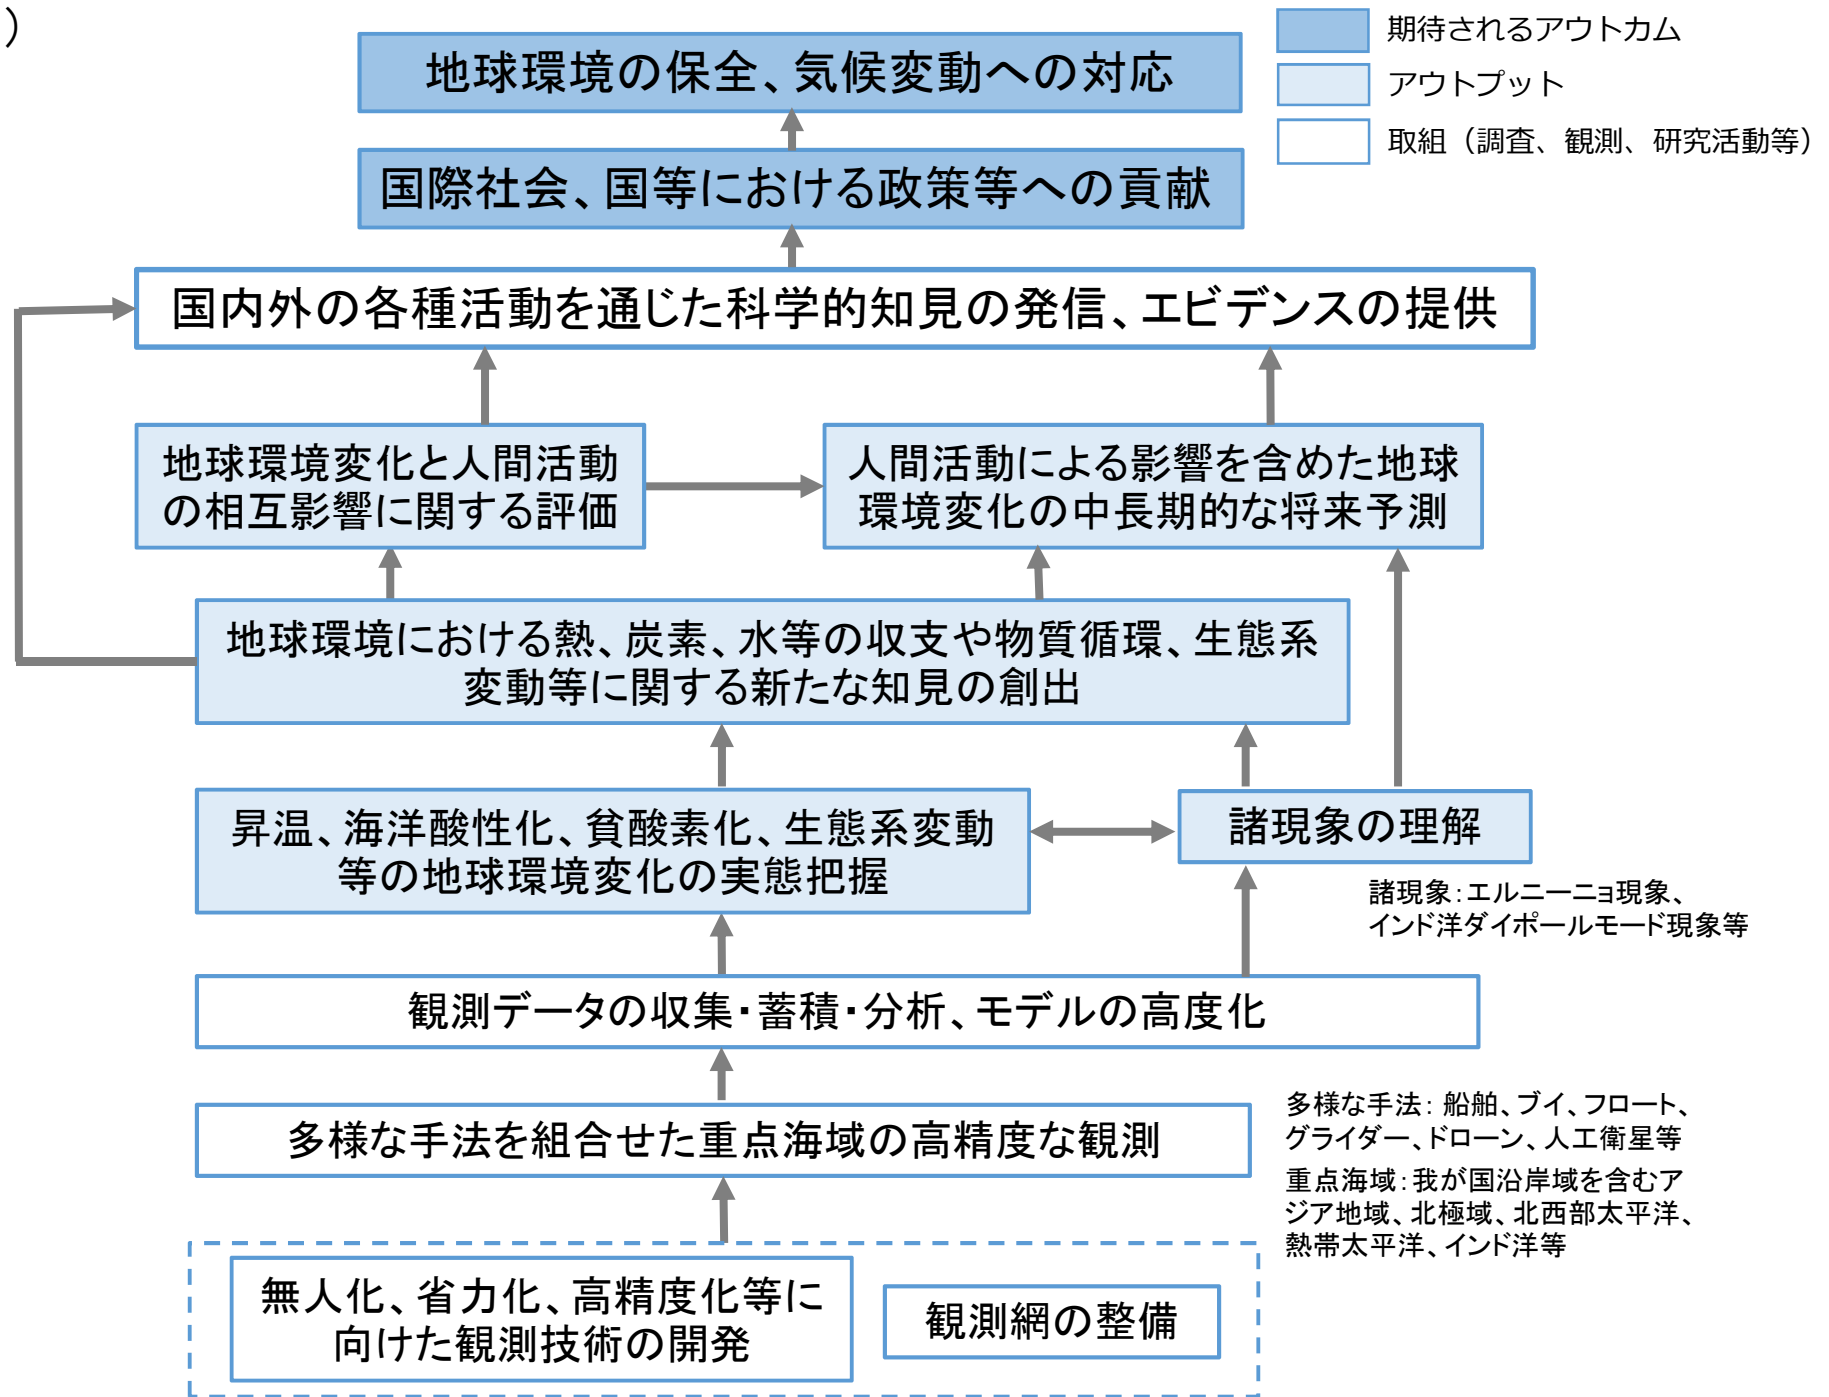 ）
期待されるアウトカム
アウトプット
取組（調査、観測、研究活動等）
地球環境の保全、気候変動への対応
国際社会、国等における政策等への貢献
国内外の各種活動を通じた科学的知見の発信、エビデンスの提供
地球環境変化と人間活動
の相互影響に関する評価
人間活動による影響を含めた地球
環境変化の中長期的な将来予測
地球環境における熱、炭素、水等の収支や物質循環、生態系
変動等に関する新たな知見の創出
昇温、海洋酸性化、貧酸素化、生態系変動
等の地球環境変化の実態把握
諸現象の理解
諸現象：エルニーニョ現象、
インド洋ダイポールモード現象等
観測データの収集・蓄積・分析、モデルの高度化
多様な手法を組合せた重点海域の高精度な観測
多様な手法：船舶、ブイ、フロート、
グライダー、ドローン、人工衛星等
重点海域：我が国沿岸域を含むア
ジア地域、北極域、北西部太平洋、
熱帯太平洋、インド洋等
無人化、省力化、高精度化等に
向けた観測技術の開発
観測網の整備